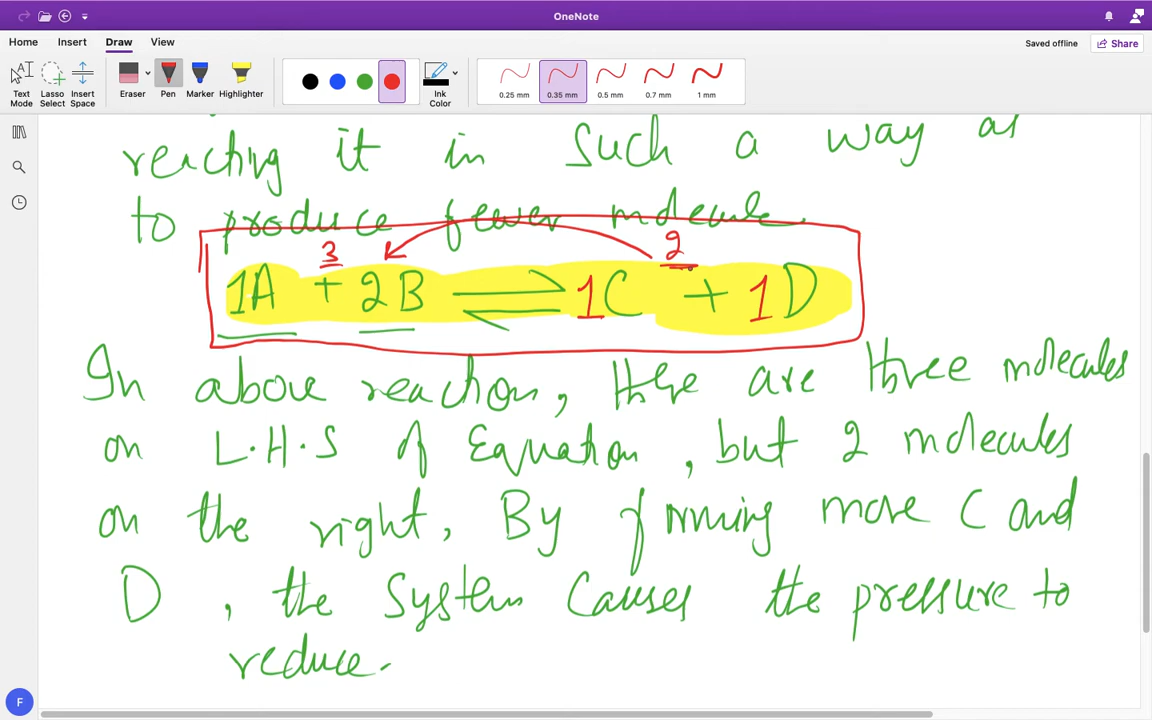 OneNote
Home Insert Draw View
Saved offline
Share
Text Mode
Lasso Select
Insert Space
Eraser
Pen
Marker
Highlighter
Ink Color
0.25 mm
0.35 mm
0.5 mm
0.7 mm
1 mm
reaching it in such a way as
to produce fewer molecule.
3 2
1A + 2B ⇌ 1C + 1D
In above reaction, there are three molecules
on L.H.S of Equation, but 2 molecules
on the right, By forming more C and
D, the system causes the pressure to
reduce.
F